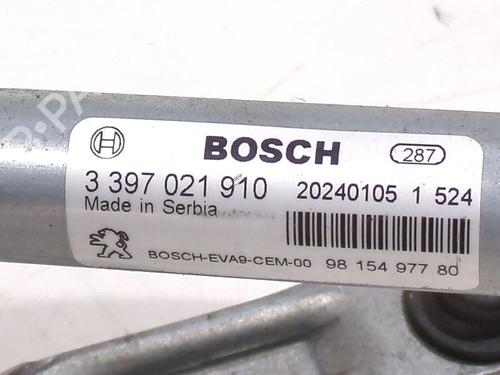 BOSCH 287
3 397 021 910 20240105 1 524
Made in Serbia
BOSCH-EVA9-CEM-00 98 154 977 80